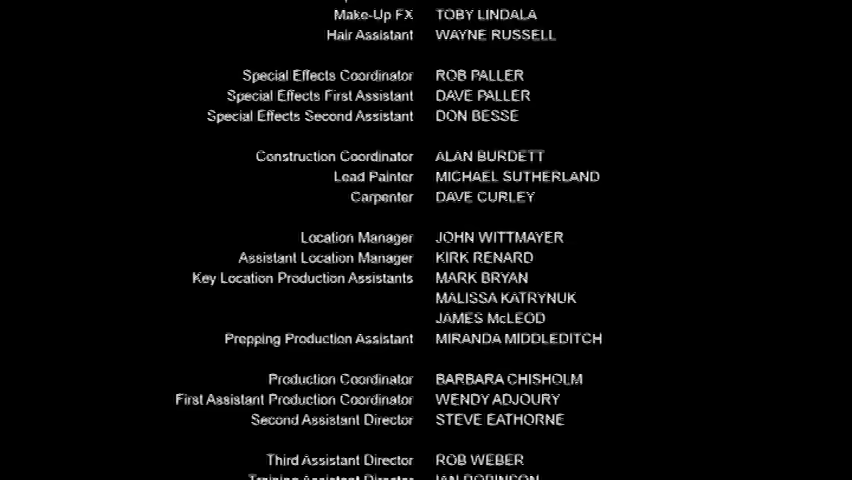 Make-Up FX TOBY LINDALA
Hair Assistant WAYNE RUSSELL
Special Effects Coordinator ROB PALLER
Special Effects First Assistant DAVE PALLER
Special Effects Second Assistant DON BESSE
Construction Coordinator ALAN BURDETT
Lead Painter MICHAEL SUTHERLAND
Carpenter DAVE CURLEY
Location Manager JOHN WITTMAYER
Assistant Location Manager KIRK RENARD
Key Location Production Assistants MARK BRYAN
MALISSA KATRYNUK
JAMES McLEOD
Prepping Production Assistant MIRANDA MIDDLEDITCH
Production Coordinator BARBARA CHISHOLM
First Assistant Production Coordinator WENDY ADJOURY
Second Assistant Director STEVE EATHORNE
Third Assistant Director ROB WEBER
Training Assistant Director IAN ROBINSON